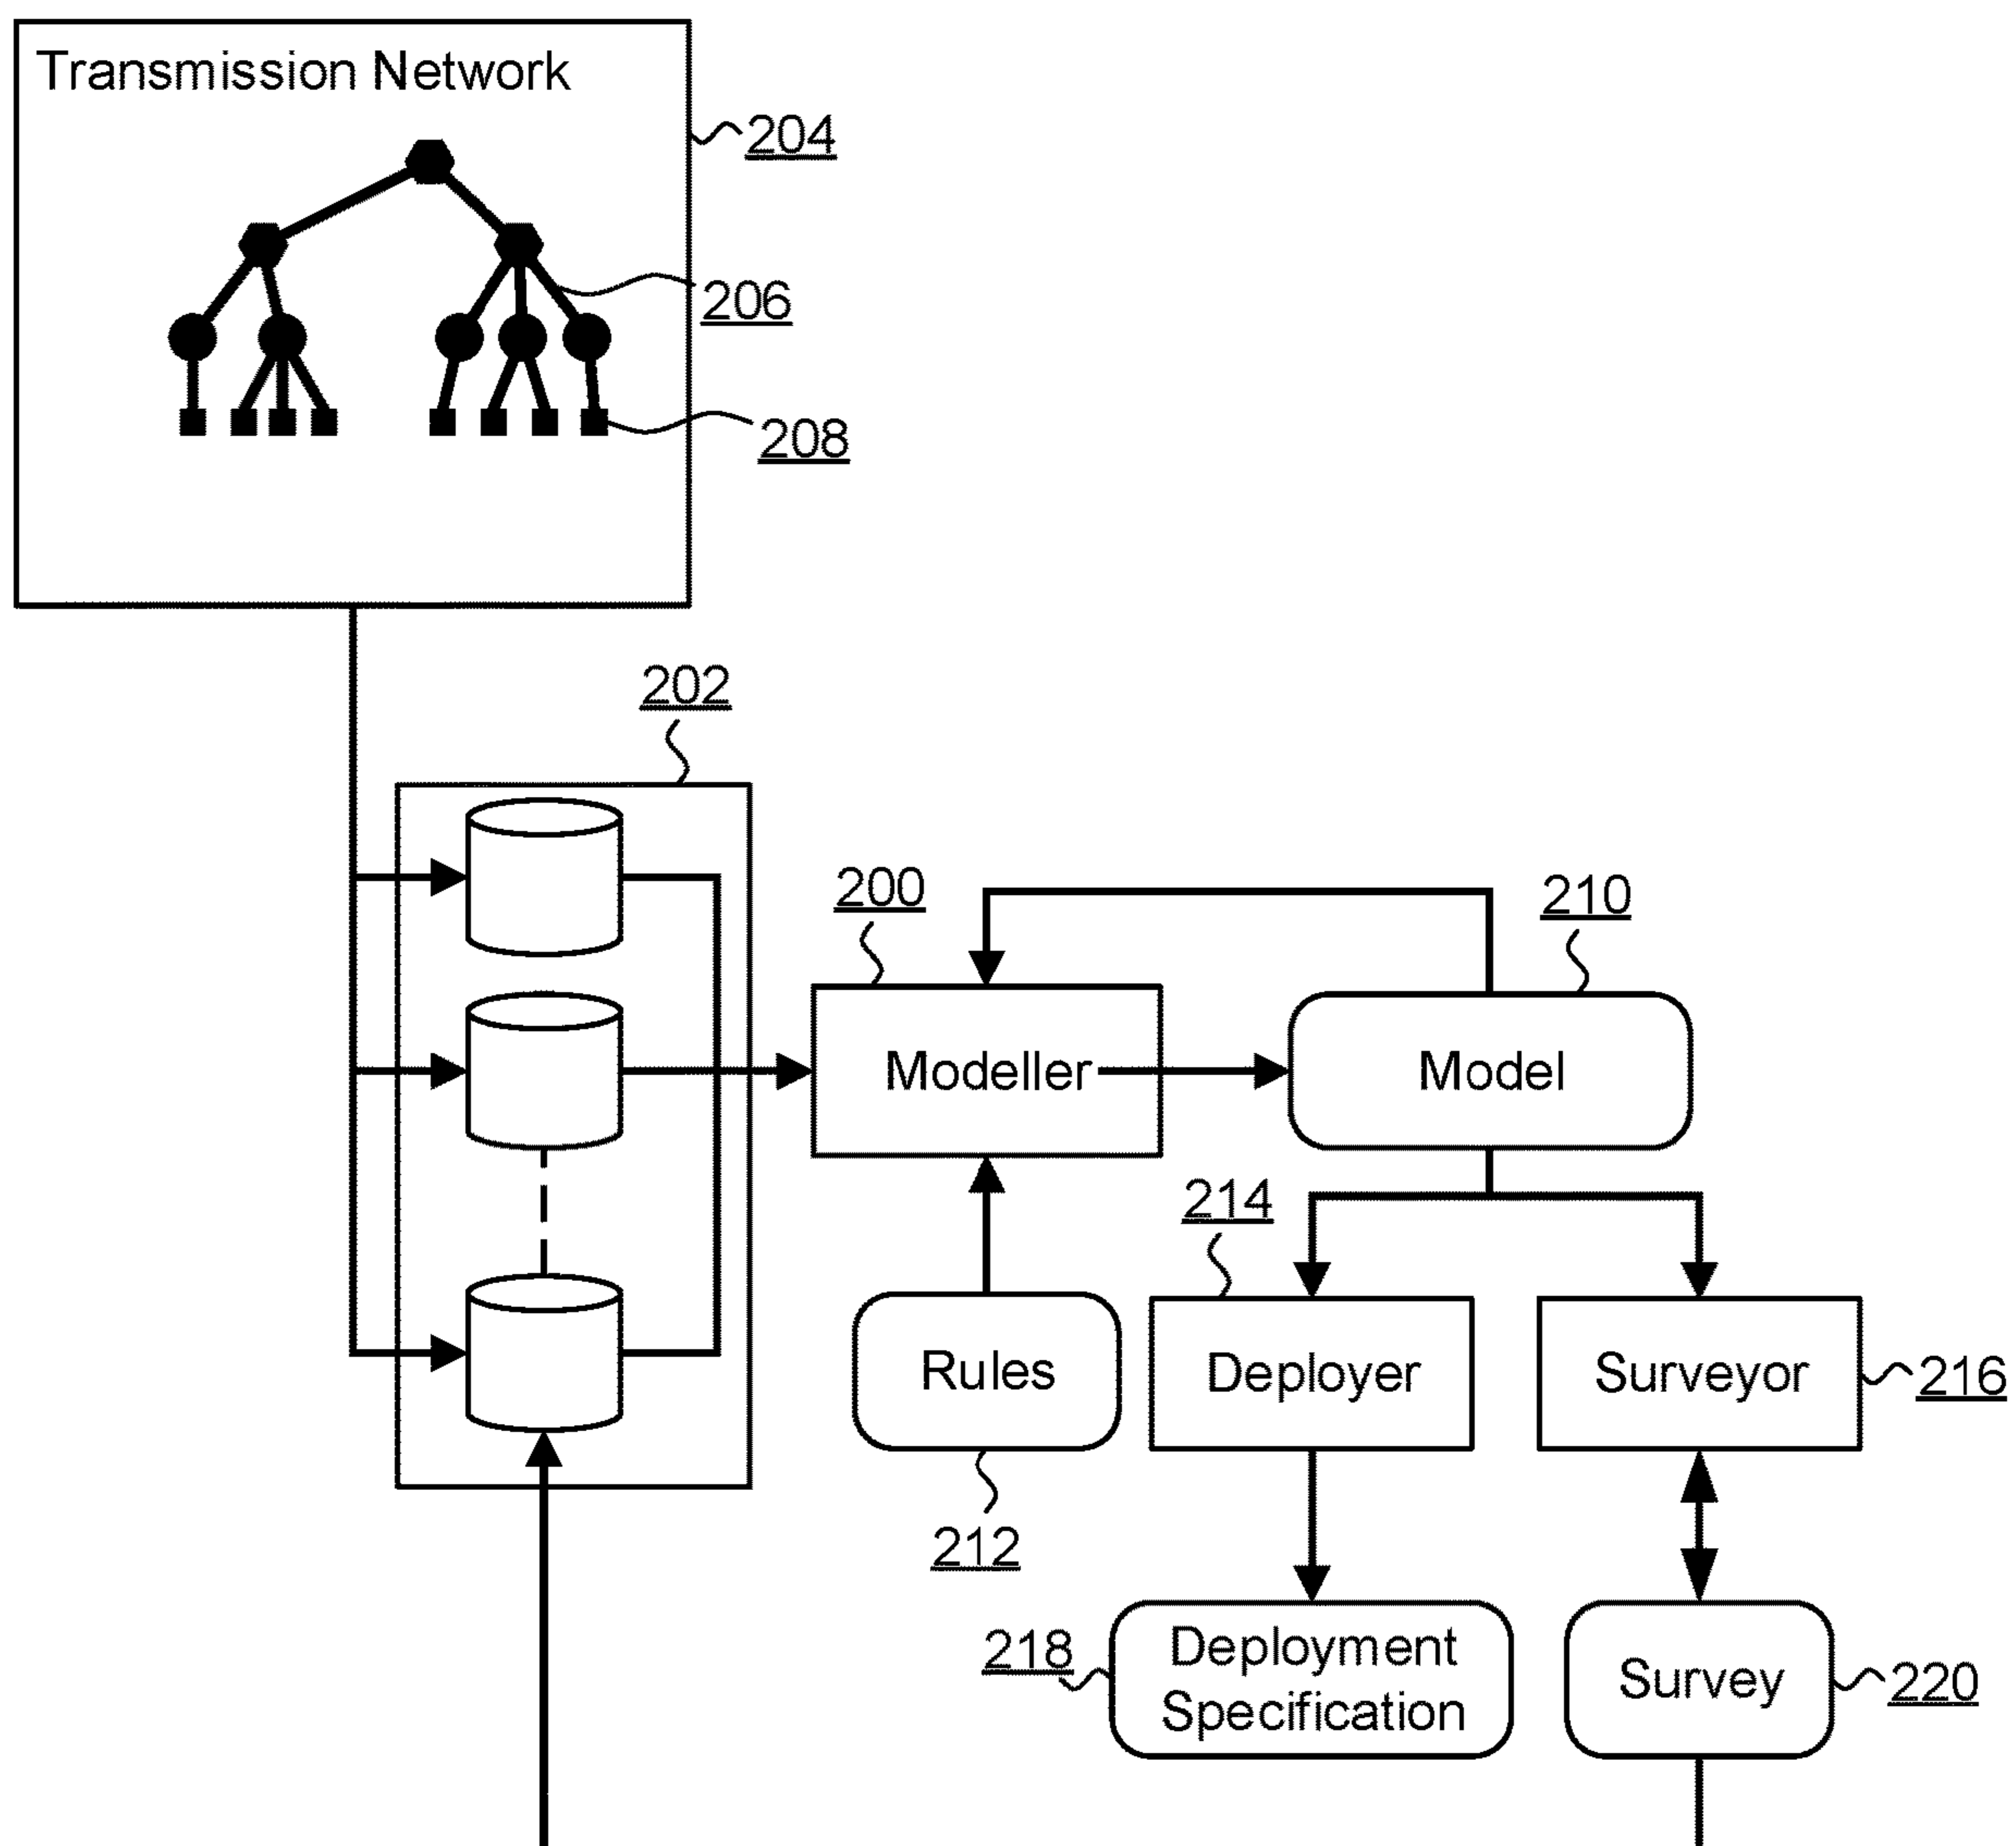 Transmission Network
204
206
208
202
200
210
Modeller
Model
214
Rules
Deployer
Surveyor
216
212
218
Deployment
Specification
Survey
220